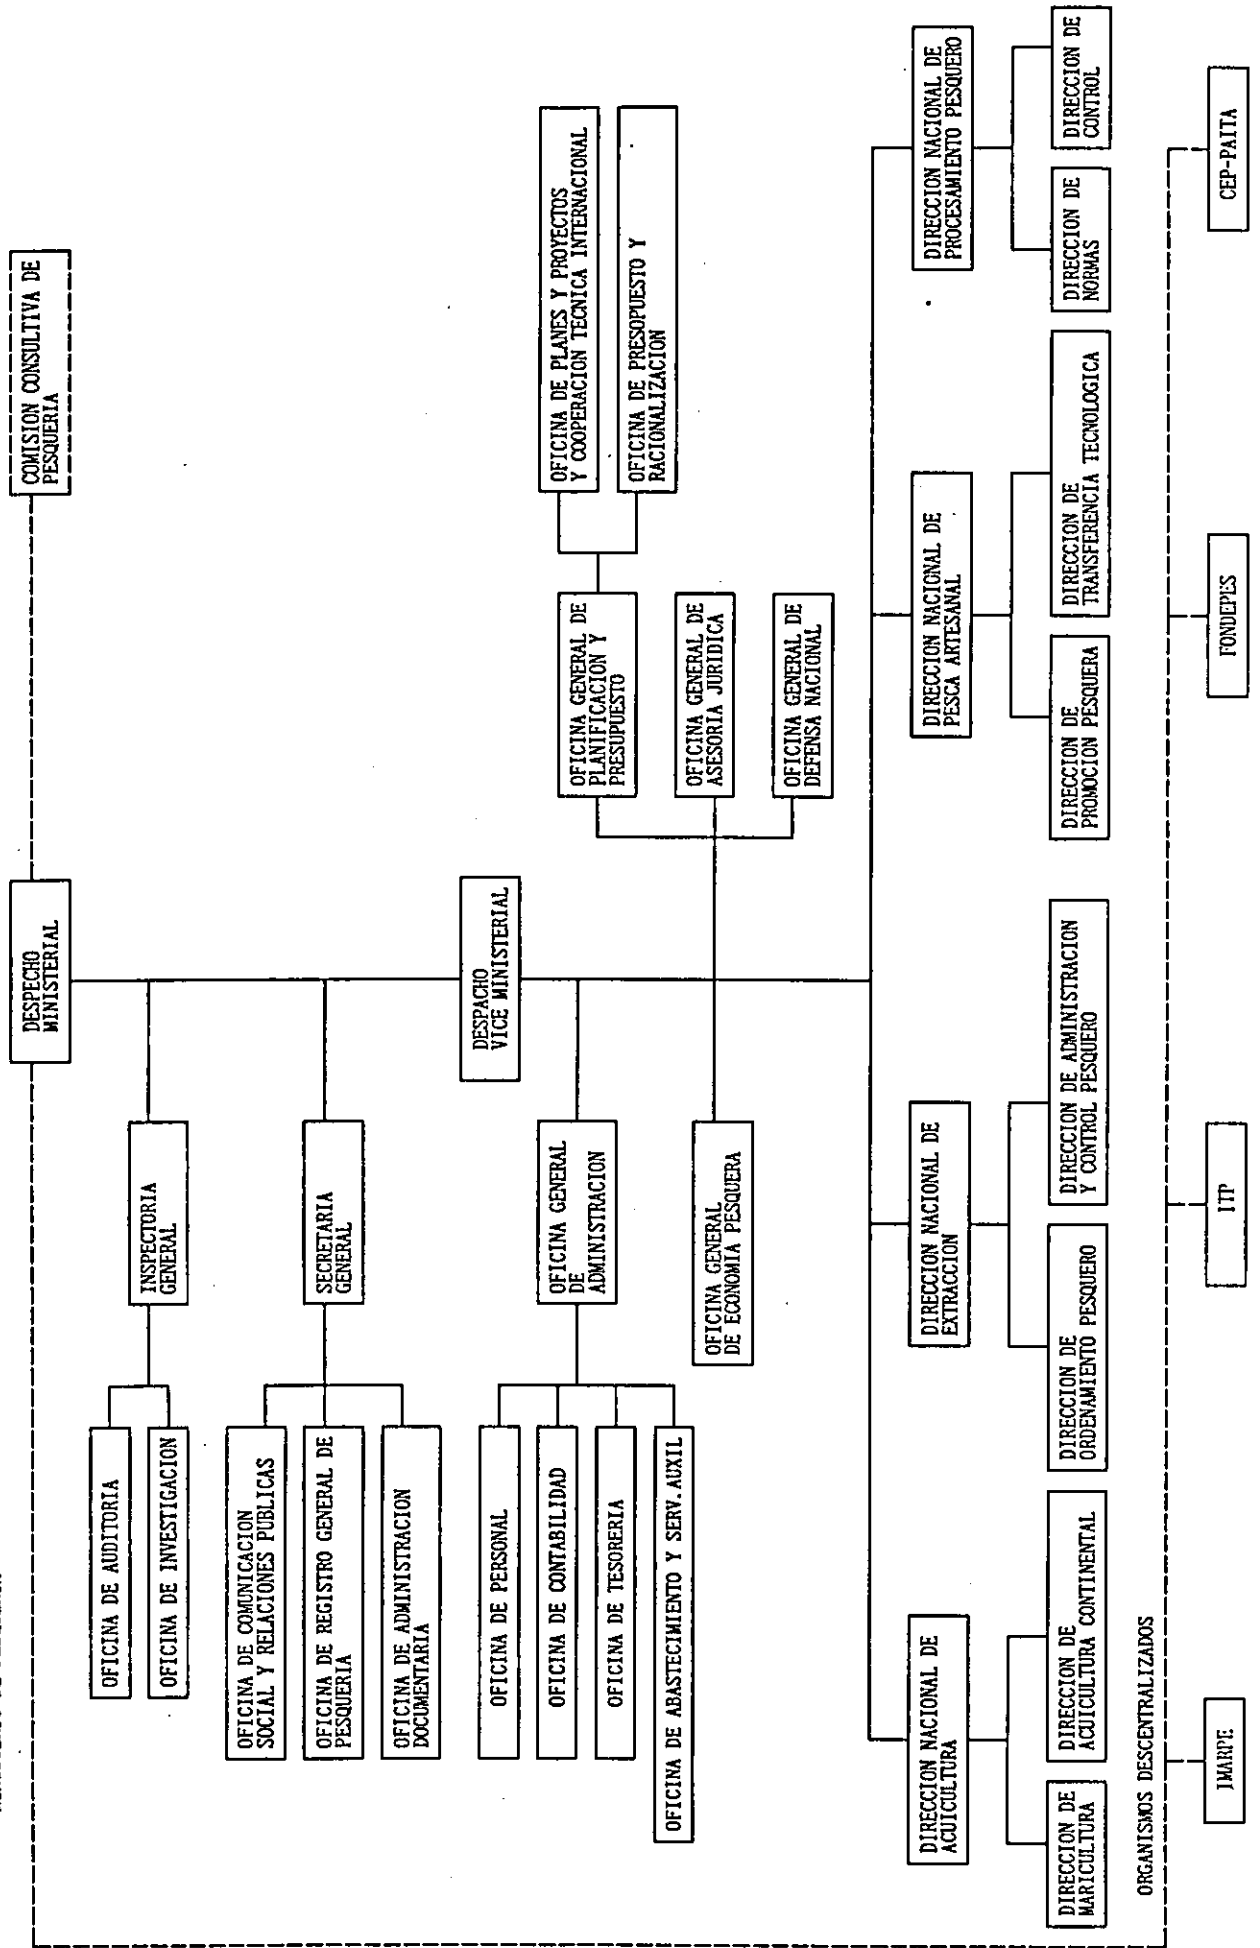 DESPECHO
MINISTERIAL
COMISION CONSULTIVA DE
PESQUERIA
INSPECTORIA
GENERAL
OFICINA DE AUDITORIA
OFICINA DE INVESTIGACION
SECRETARIA
GENERAL
OFICINA DE COMUNICACION
SOCIAL Y RELACIONES PUBLICAS
OFICINA DE REGISTRO GENERAL DE
PESQUERIA
OFICINA DE ADMINISTRACION
DOCUMENTARIA
DESPACHO
VICE MINISTERIAL
OFICINA GENERAL
DE
ADMINISTRACION
OFICINA DE PERSONAL
OFICINA DE CONTABILIDAD
OFICINA DE TESORERIA
OFICINA DE ABASTECIMIENTO Y SERV.AUXIL
OFICINA GENERAL DE
PLANIFICACION Y
PRESUPUESTO
OFICINA DE PLANES Y PROYECTOS
Y COOPERACION TECNICA INTERNACIONAL
OFICINA DE PRESOPUESTO Y
RACIONALIZACION
OFICINA GENERAL
DE ECONOMIA PESQUERA
OFICINA GENERAL DE
ASESORIA JURIDICA
OFICINA GENERAL DE
DEFENSA NACIONAL
DIRECCION NACIONAL DE
ACUICULTURA
DIRECCION NACIONAL DE
EXTRACCION
DIRECCION NACIONAL DE
PESCA ARTESANAL
DIRECCION NACIONAL DE
PROCESAMIENTO PESQUERO
DIRECCION DE
MARICULTURA
DIRECCION DE
ACUICULTURA CONTINENTAL
DIRECCION DE
ORDENAMIENTO PESQUERO
DIRECCION DE ADMINISTRACION
Y CONTROL PESQUERO
DIRECCION DE
PROMOCION PESQUERA
DIRECCION DE
TRANSFERENCIA TECNOLOGICA
DIRECCION DE
NORMAS
DIRECCION DE
CONTROL
ORGANISMOS DESCENTRALIZADOS
IMARPE
ITP
FONDEPES
CEP-PAITA